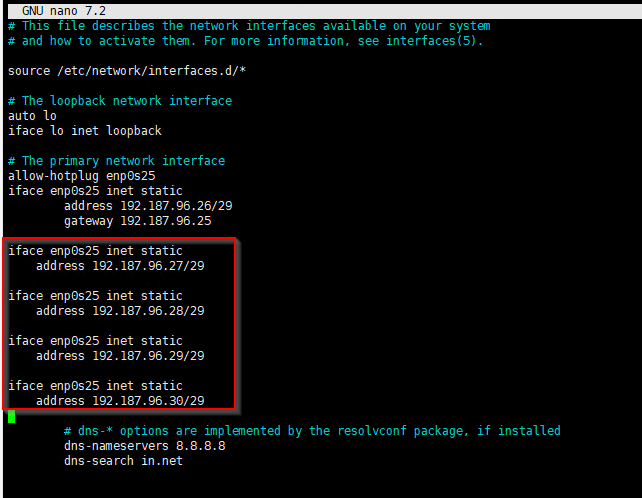 GNU nano 7.2
# This file describes the network interfaces available on your system
# and how to activate them. For more information, see interfaces(5).
source /etc/network/interfaces.d/*
# The loopback network interface
auto lo
iface lo inet loopback
# The primary network interface
allow-hotplug enp0s25
iface enp0s25 inet static
address 192.187.96.26/29
gateway 192.187.96.25
iface enp0s25 inet static
address 192.187.96.27/29
iface enp0s25 inet static
address 192.187.96.28/29
iface enp0s25 inet static
address 192.187.96.29/29
iface enp0s25 inet static
address 192.187.96.30/29
# dns-* options are implemented by the resolvconf package, if installed
dns-nameservers 8.8.8.8
dns-search in.net